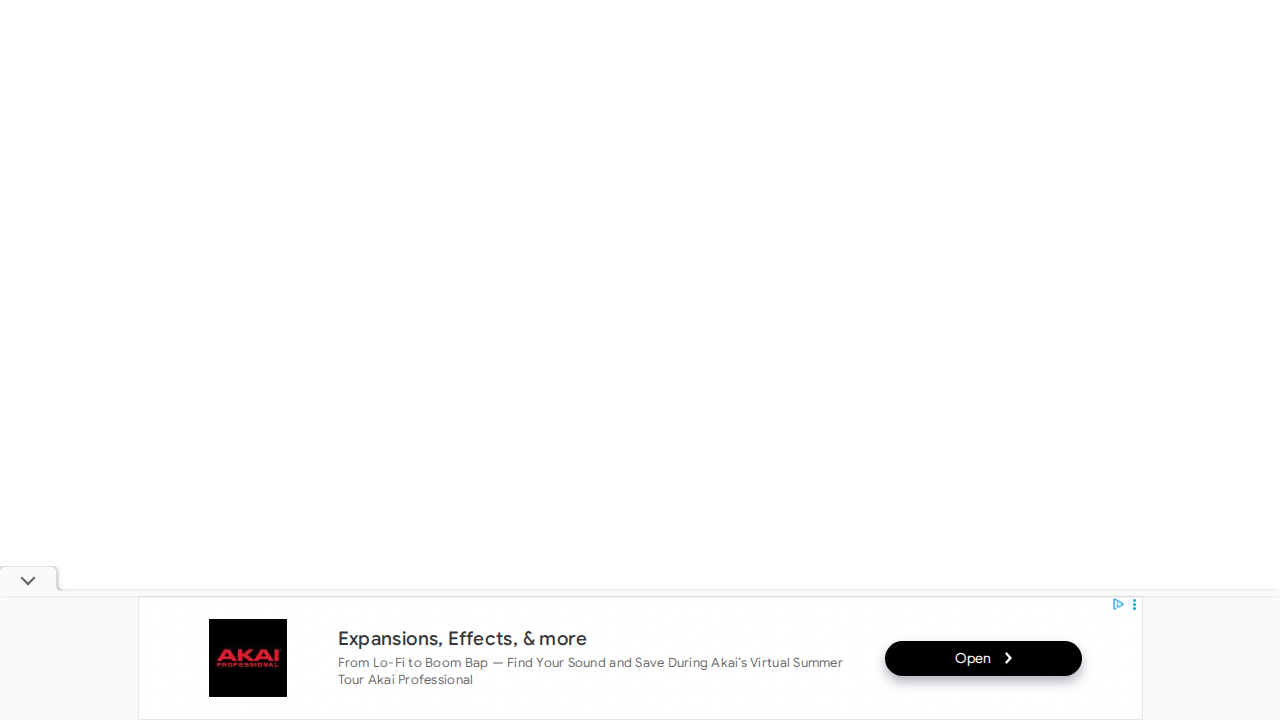 AKAI
PROFESSIONAL
Expansions, Effects, & more
From Lo-Fi to Boom Bap — Find Your Sound and Save During Akai's Virtual Summer
Tour Akai Professional
Open